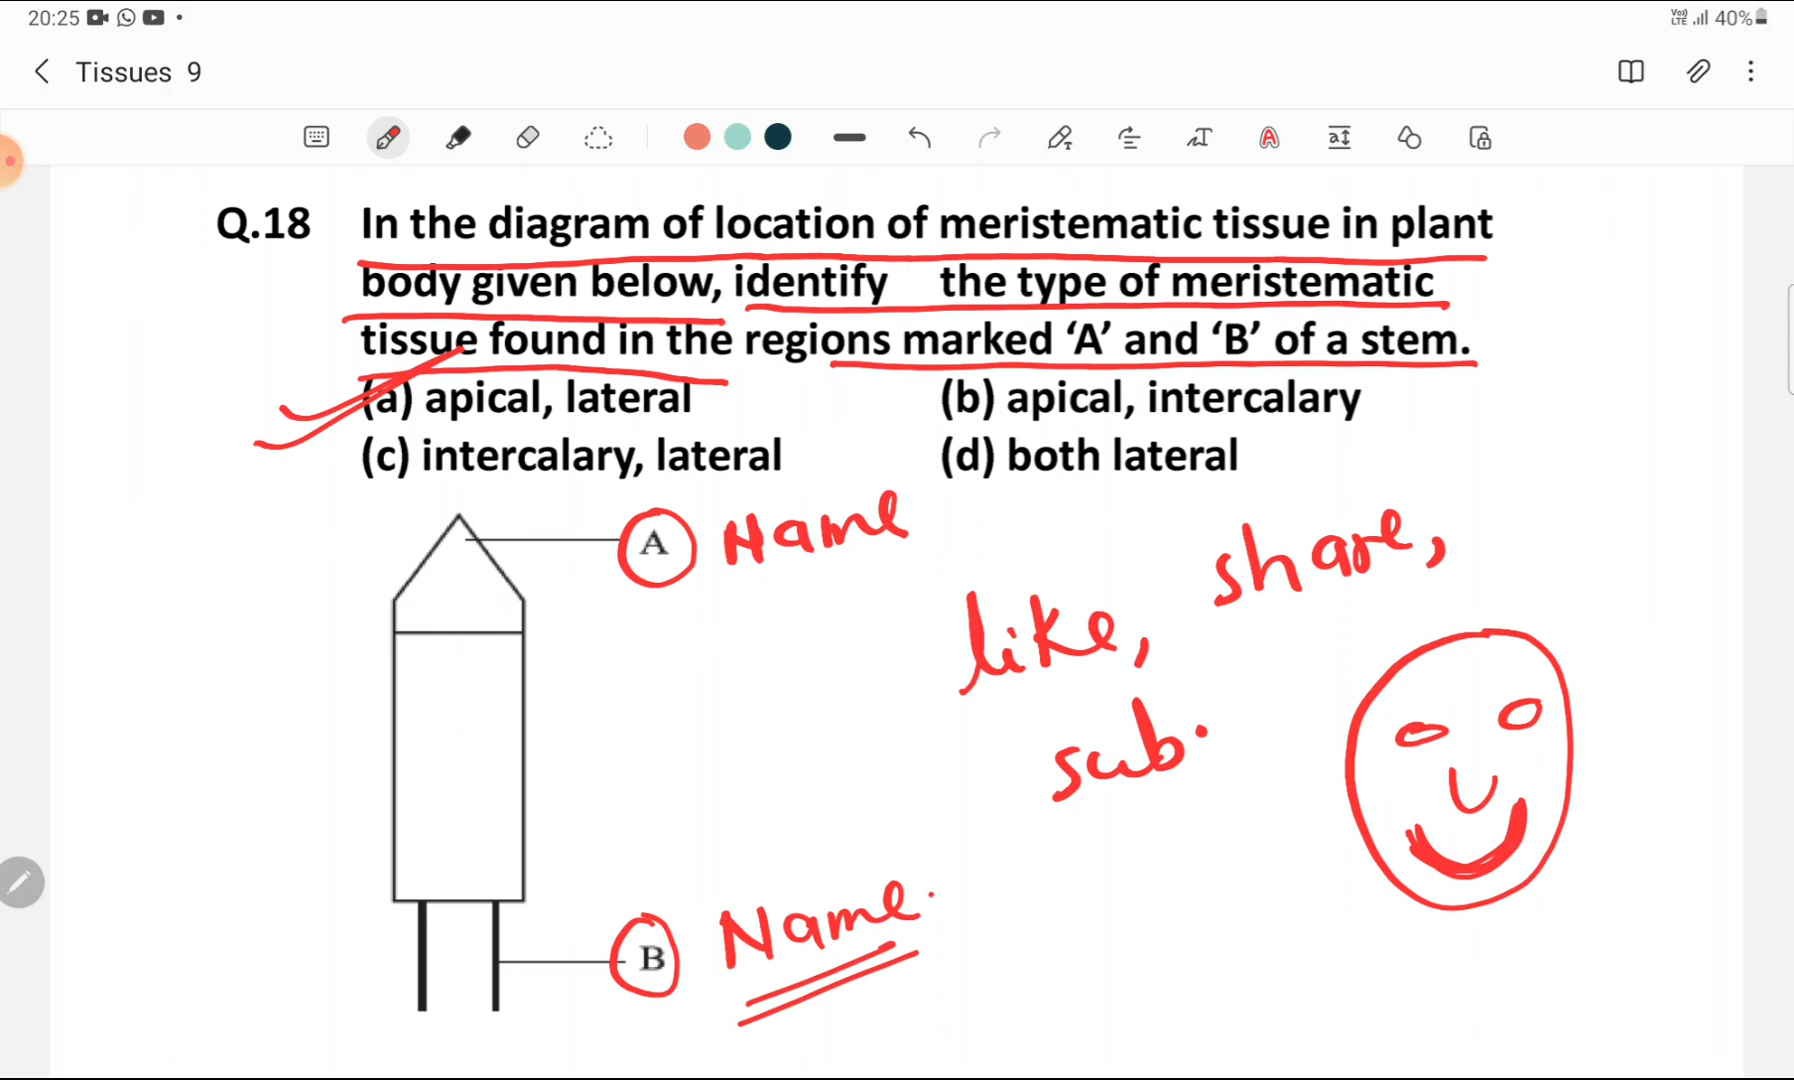 20:25
VoD LTE 40%
Tissues 9
Q.18 In the diagram of location of meristematic tissue in plant
body given below, identify the type of meristematic
tissue found in the regions marked ‘A’ and ‘B’ of a stem.
(a) apical, lateral (b) apical, intercalary
(c) intercalary, lateral (d) both lateral
A Name
like, share,
sub.
B Name.